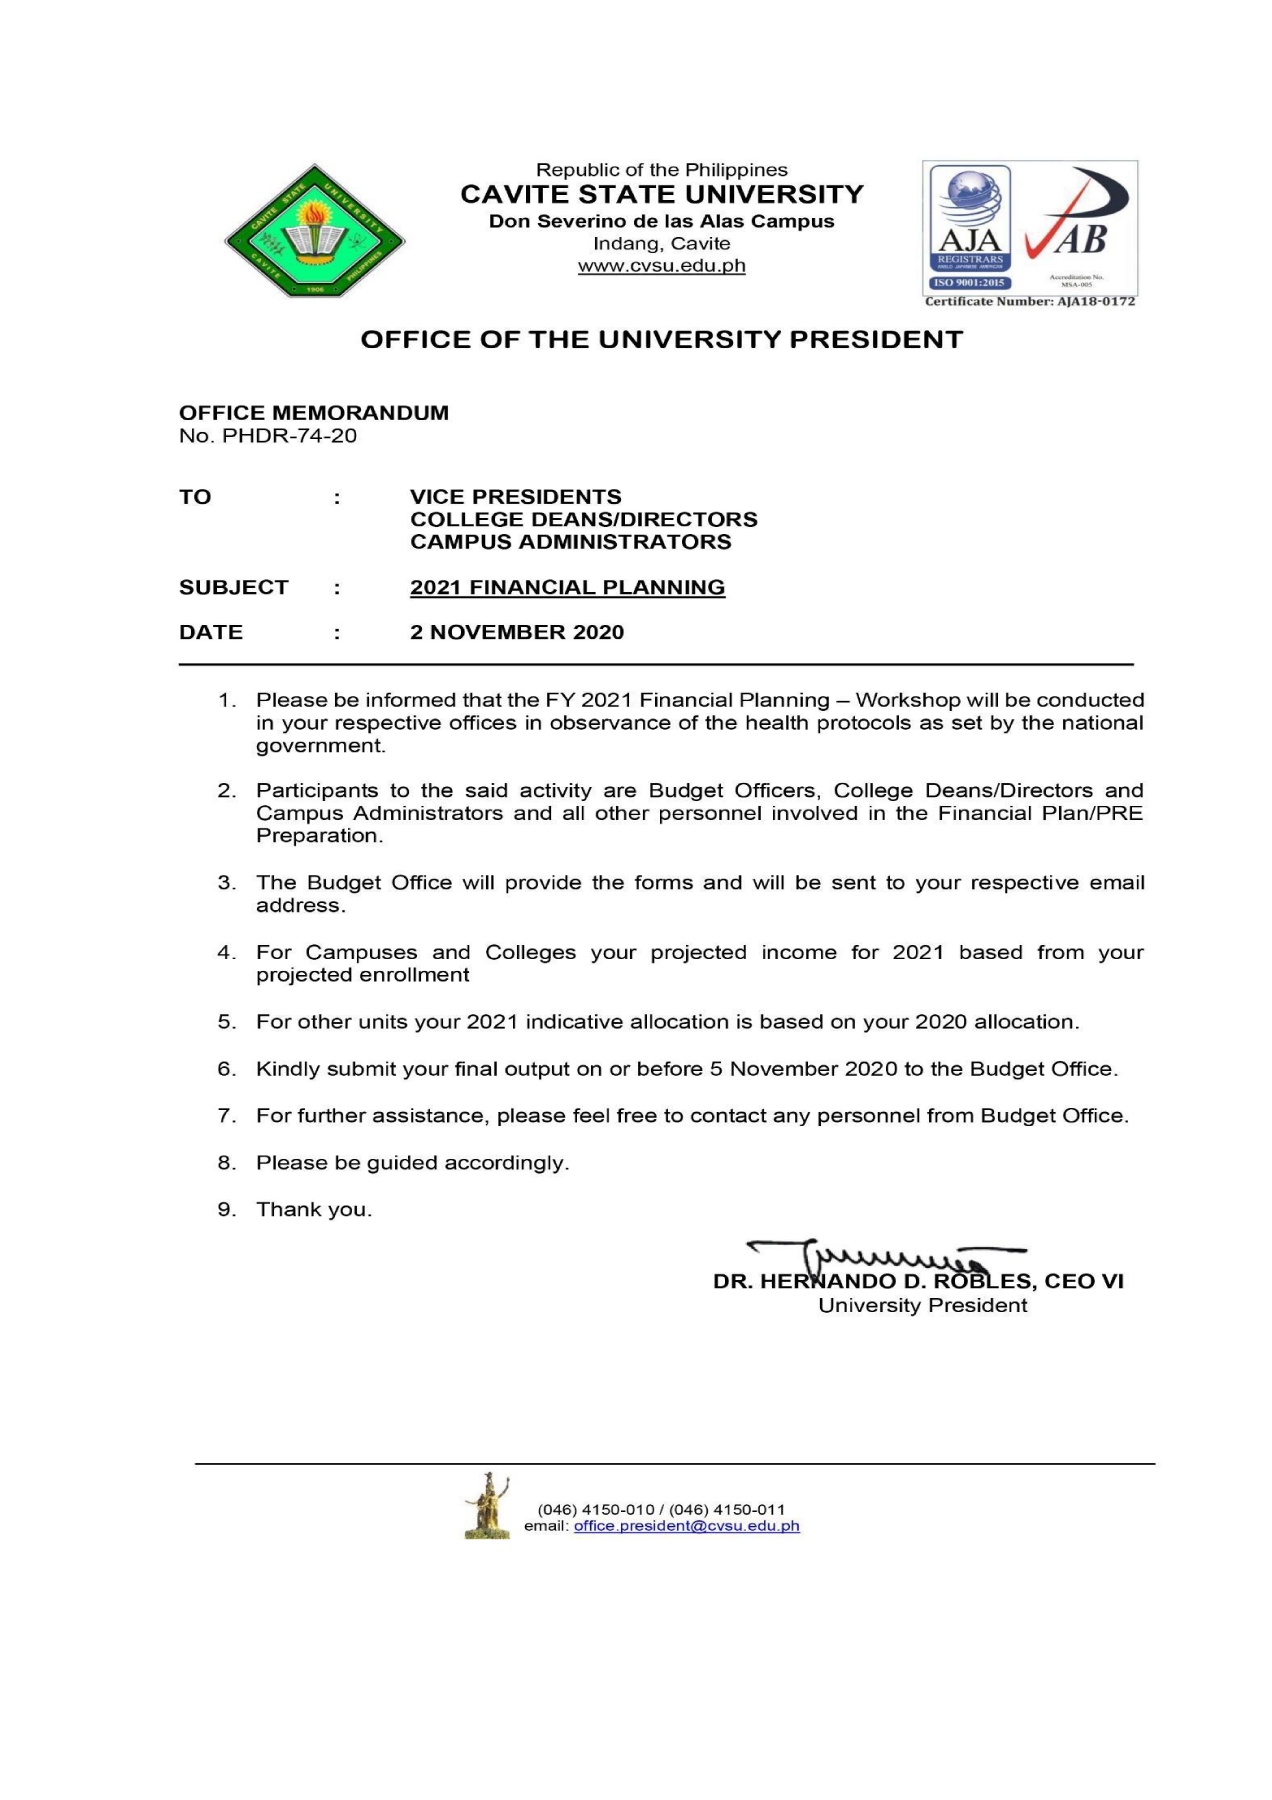 Republic of the Philippines
CAVITE STATE UNIVERSITY
Don Severino de las Alas Campus
Indang, Cavite
www.cvsu.edu.ph
CAVITE STATE UNIVERSITY
CAVITE PHILIPPINES
1906
AJA
REGISTRARS
ANGLO JAPANESE AMERICAN
ISO 9001:2015
PAB
Accreditation No.
MSA-005
Certificate Number: AJA18-0172
OFFICE OF THE UNIVERSITY PRESIDENT
OFFICE MEMORANDUM
No. PHDR-74-20
TO : VICE PRESIDENTS
COLLEGE DEANS/DIRECTORS
CAMPUS ADMINISTRATORS
SUBJECT : 2021 FINANCIAL PLANNING
DATE : 2 NOVEMBER 2020
1. Please be informed that the FY 2021 Financial Planning – Workshop will be conducted
in your respective offices in observance of the health protocols as set by the national
government.
2. Participants to the said activity are Budget Officers, College Deans/Directors and
Campus Administrators and all other personnel involved in the Financial Plan/PRE
Preparation.
3. The Budget Office will provide the forms and will be sent to your respective email
address.
4. For Campuses and Colleges your projected income for 2021 based from your
projected enrollment
5. For other units your 2021 indicative allocation is based on your 2020 allocation.
6. Kindly submit your final output on or before 5 November 2020 to the Budget Office.
7. For further assistance, please feel free to contact any personnel from Budget Office.
8. Please be guided accordingly.
9. Thank you.
DR. HERNANDO D. ROBLES, CEO VI
University President
(046) 4150-010 / (046) 4150-011
email: office.president@cvsu.edu.ph